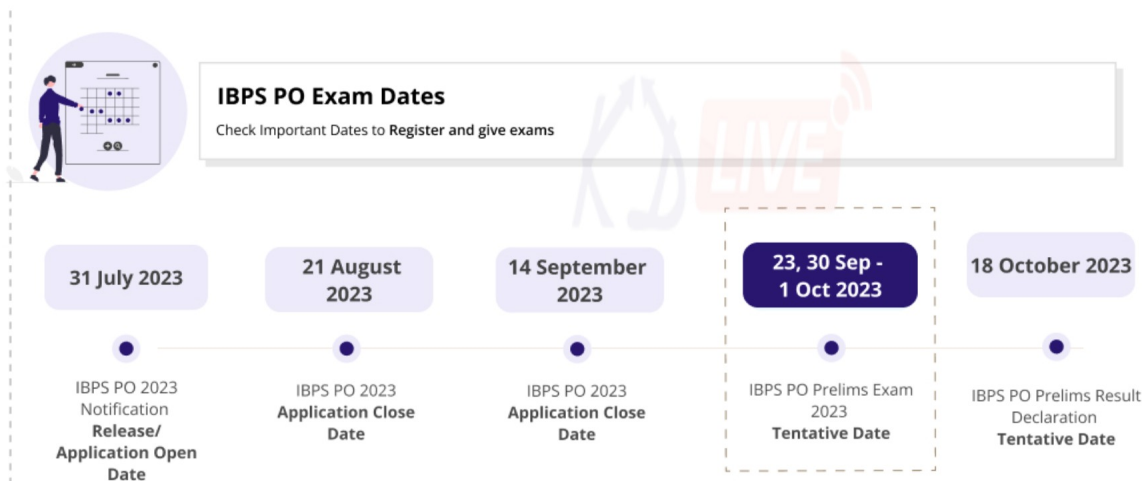 IBPS PO Exam Dates
Check Important Dates to Register and give exams
LIVE
31 July 2023
21 August
2023
14 September
2023
23, 30 Sep -
1 Oct 2023
18 October 2023
IBPS PO 2023
Notification
Release/
Application Open
Date
IBPS PO 2023
Application Close
Date
IBPS PO 2023
Application Close
Date
IBPS PO Prelims Exam
2023
Tentative Date
IBPS PO Prelims Result
Declaration
Tentative Date